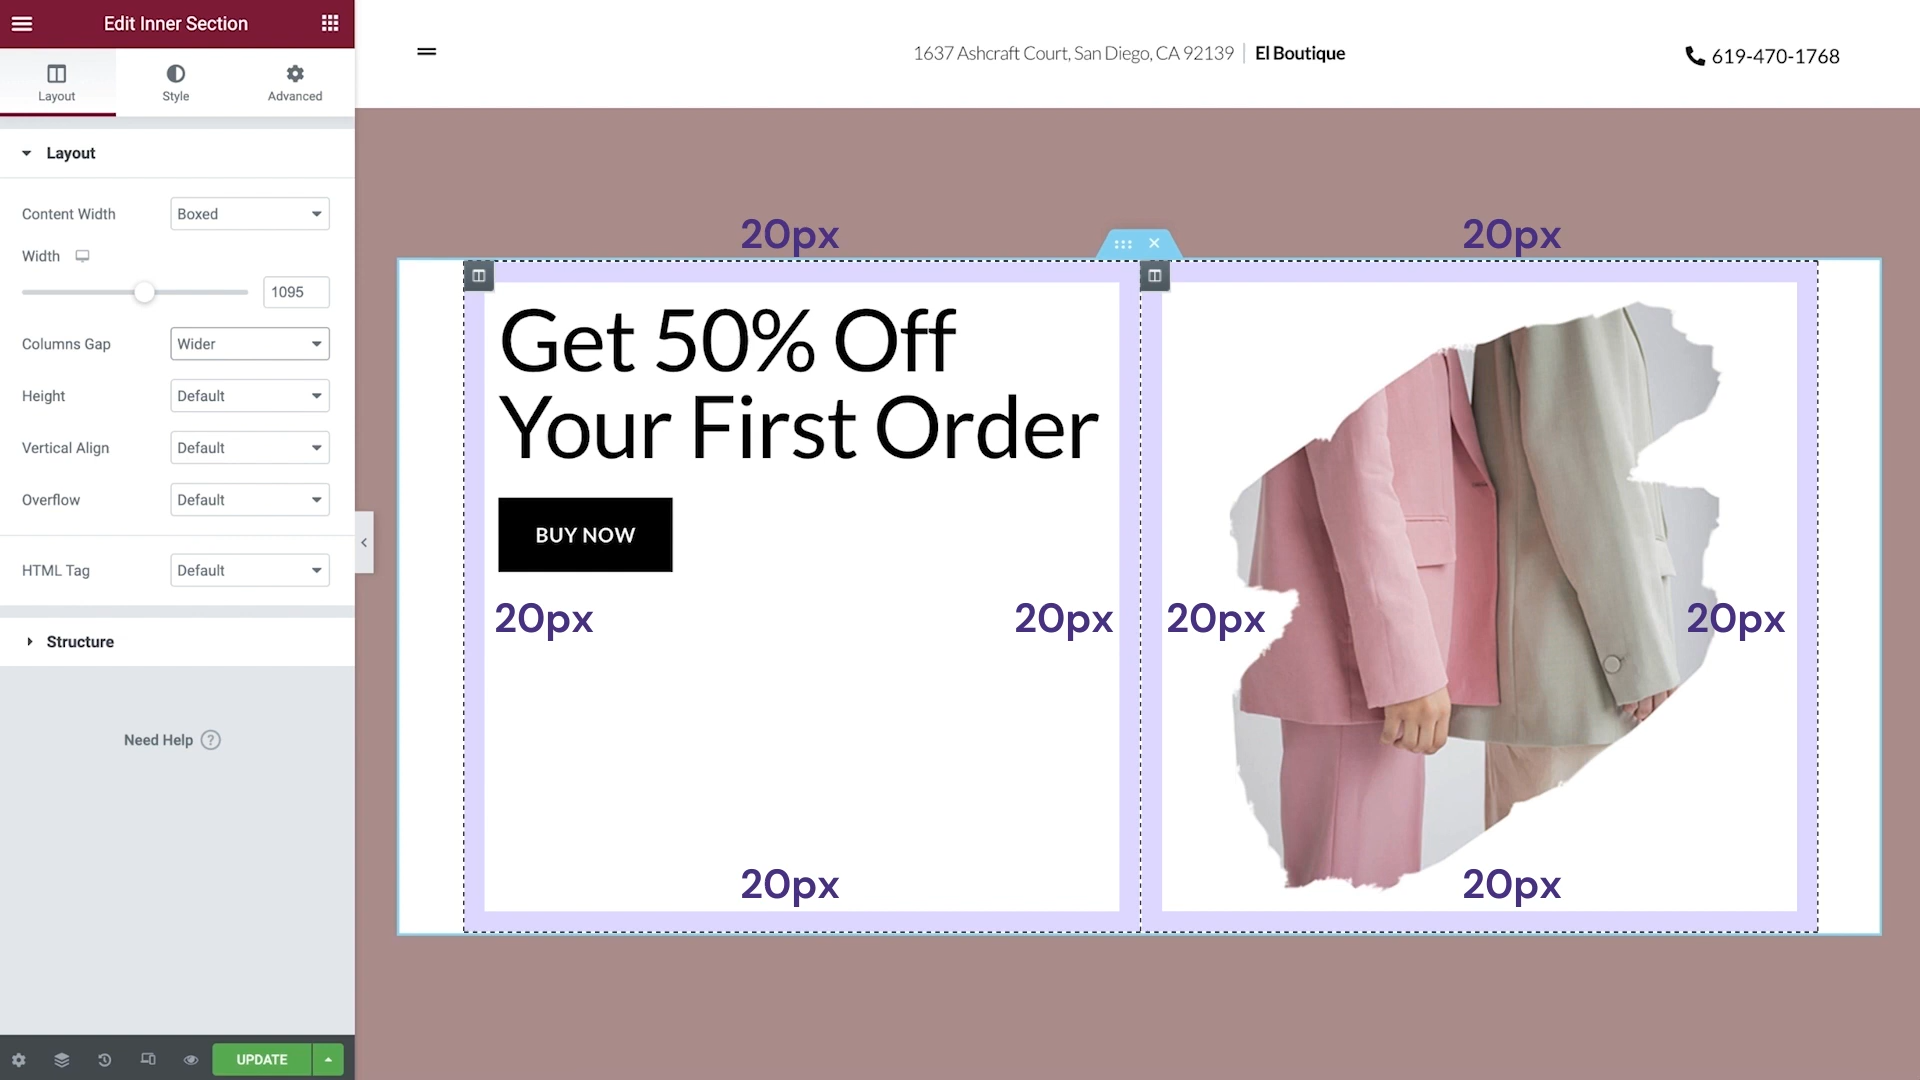 Edit Inner Section
Layout
Style
Advanced
Layout
Content Width
Boxed
Width
1095
Columns Gap
Wider
Height
Default
Vertical Align
Default
Overflow
Default
HTML Tag
Default
Structure
Need Help ?
UPDATE
1637 Ashcraft Court, San Diego, CA 92139 | El Boutique
619-470-1768
20px
20px
Get 50% Off
Your First Order
BUY NOW
20px
20px
20px
20px
20px
20px